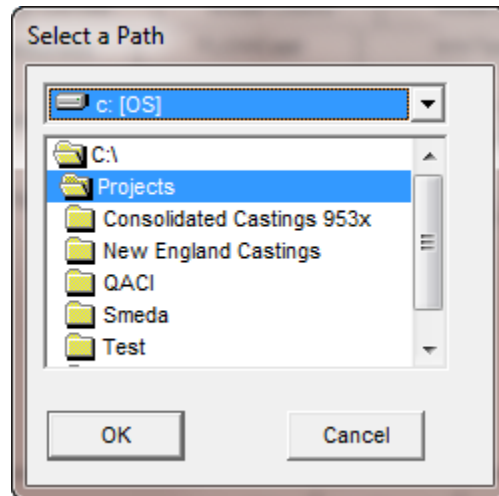 Select a Path
c: [OS]
C:\
Projects
Consolidated Castings 953x
New England Castings
QACI
Smeda
Test
OK
Cancel